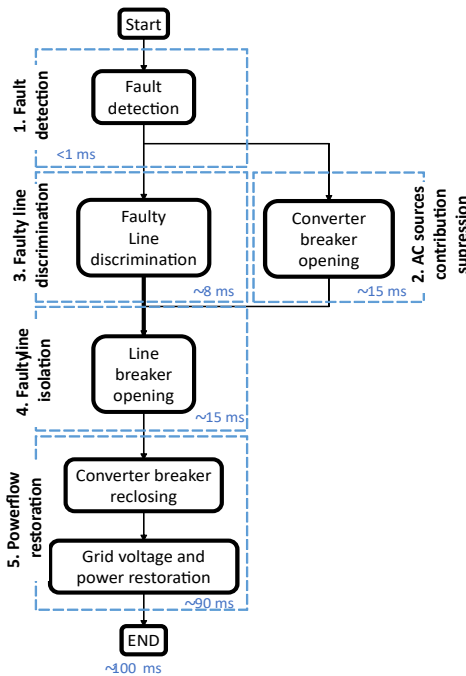 Start
1. Fault
detection
Fault
detection
<1 ms
3. Faulty line
discrimination
Faulty
Line
discrimination
~8 ms
Converter
breaker
opening
2. AC sources
contribution
supression
~15 ms
4. Faultyline
isolation
Line
breaker
opening
~15 ms
5. Powerflow
restoration
Converter breaker
reclosing
Grid voltage and
power restoration
~90 ms
END
~100 ms